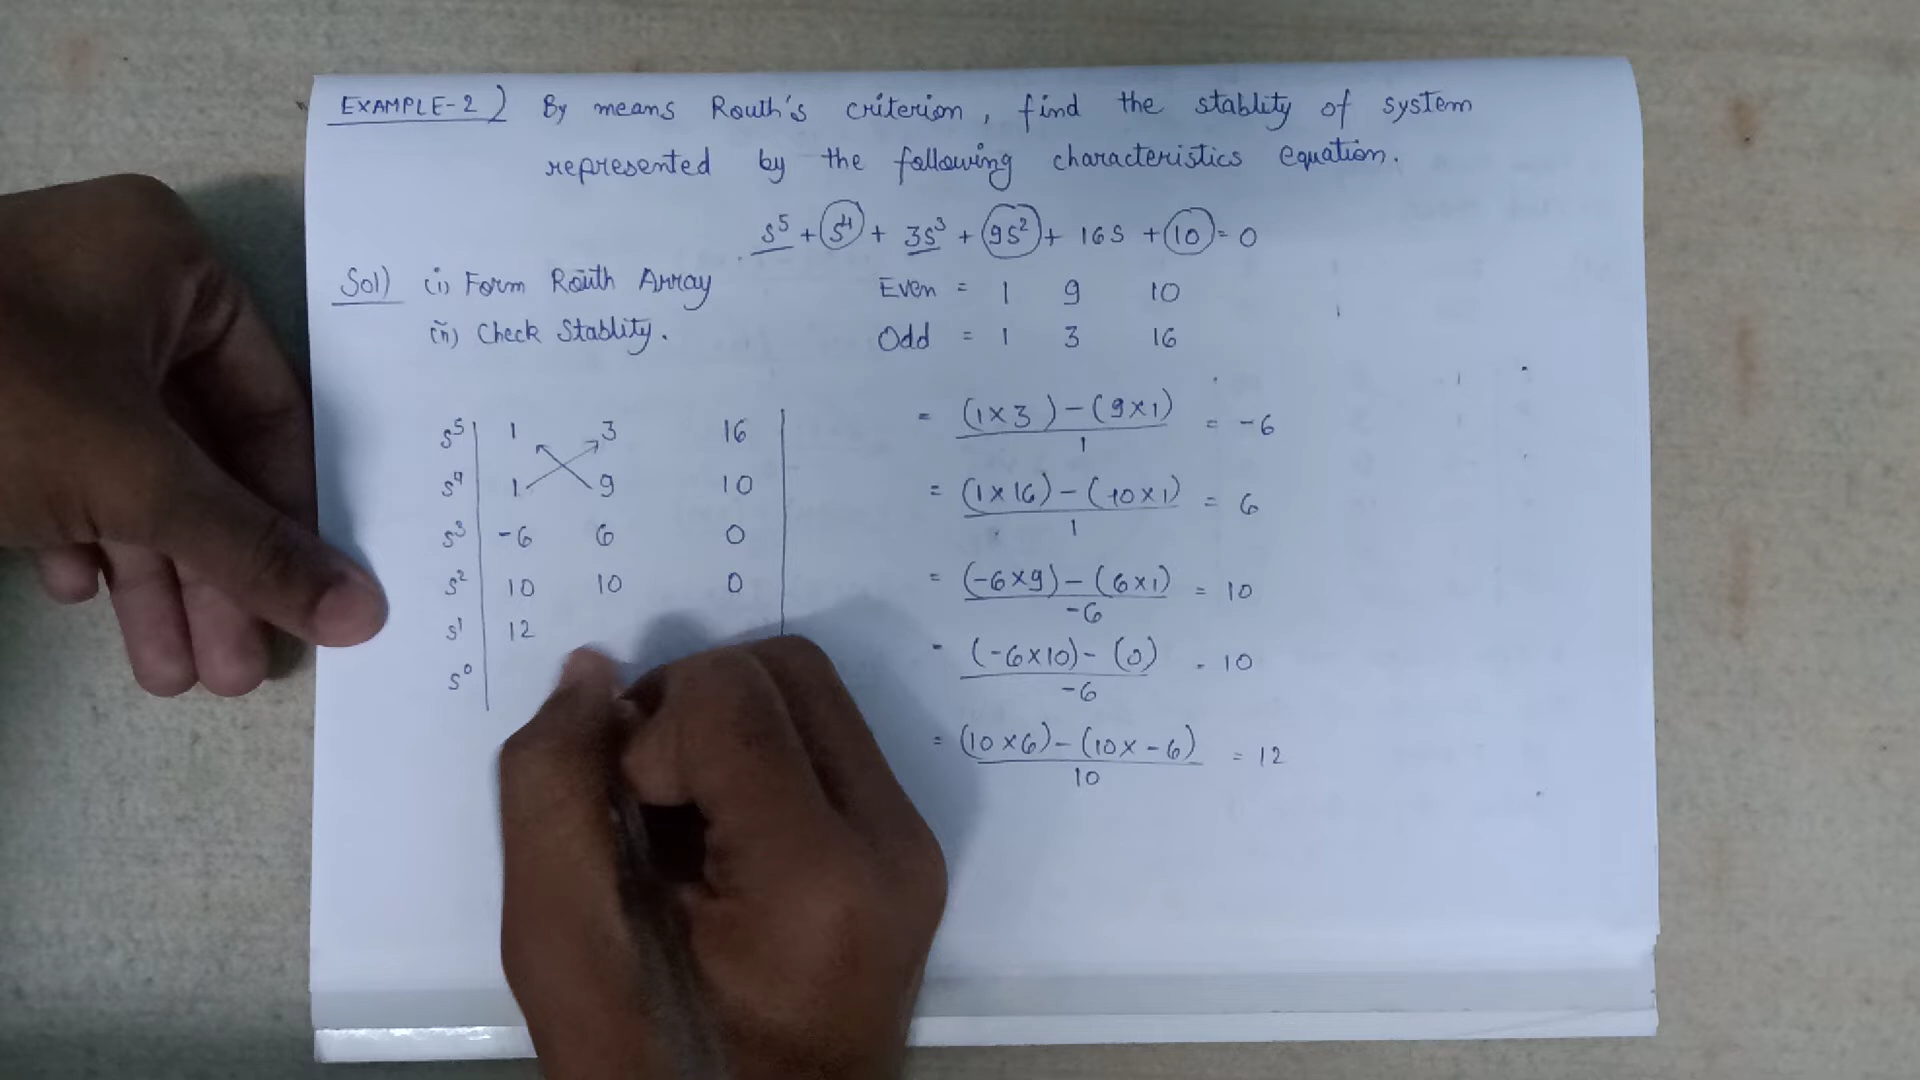 EXAMPLE-2) By means Routh's criterion, find the stablity of system
represented by the following characteristics equation.
s⁵ + s⁴ + 3s³ + 9s² + 16s + 10 = 0
Sol) (i) Form Routh Array
(ii) Check Stablity.
Even = 1 9 10
Odd = 1 3 16
s⁵ 1 3 16
s⁴ 1 9 10
s³ -6 6 0
s² 10 10 0
s¹ 12
s⁰
= (1×3) - (9×1) / 1 = -6
= (1×16) - (10×1) / 1 = 6
= (-6×9) - (6×1) / -6 = 10
= (-6×10) - (0) / -6 = 10
= (10×6) - (10×-6) / 10 = 12